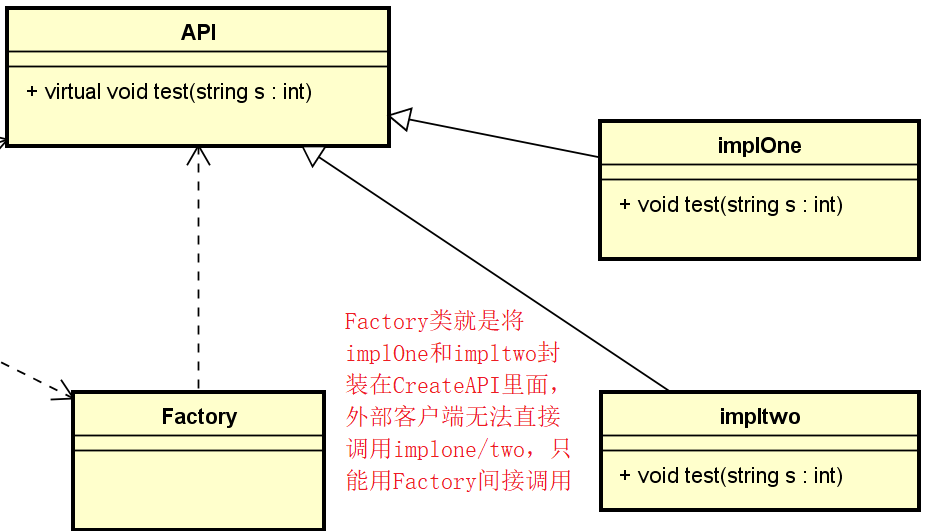 API
+ virtual void test(string s : int)
implOne
+ void test(string s : int)
Factory类就是将
implOne和impltwo封
装在CreateAPI里面，
外部客户端无法直接
调用implone/two，只
能用Factory间接调用
Factory
impltwo
+ void test(string s : int)